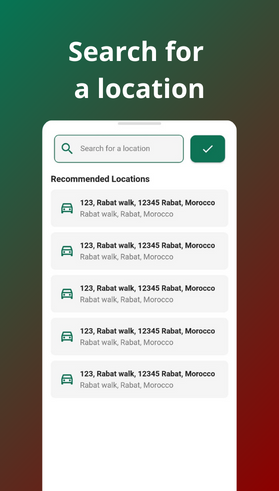 Search for
a location
Search for a location
Recommended Locations
123, Rabat walk, 12345 Rabat, Morocco
Rabat walk, Rabat, Morocco
123, Rabat walk, 12345 Rabat, Morocco
Rabat walk, Rabat, Morocco
123, Rabat walk, 12345 Rabat, Morocco
Rabat walk, Rabat, Morocco
123, Rabat walk, 12345 Rabat, Morocco
Rabat walk, Rabat, Morocco
123, Rabat walk, 12345 Rabat, Morocco
Rabat walk, Rabat, Morocco